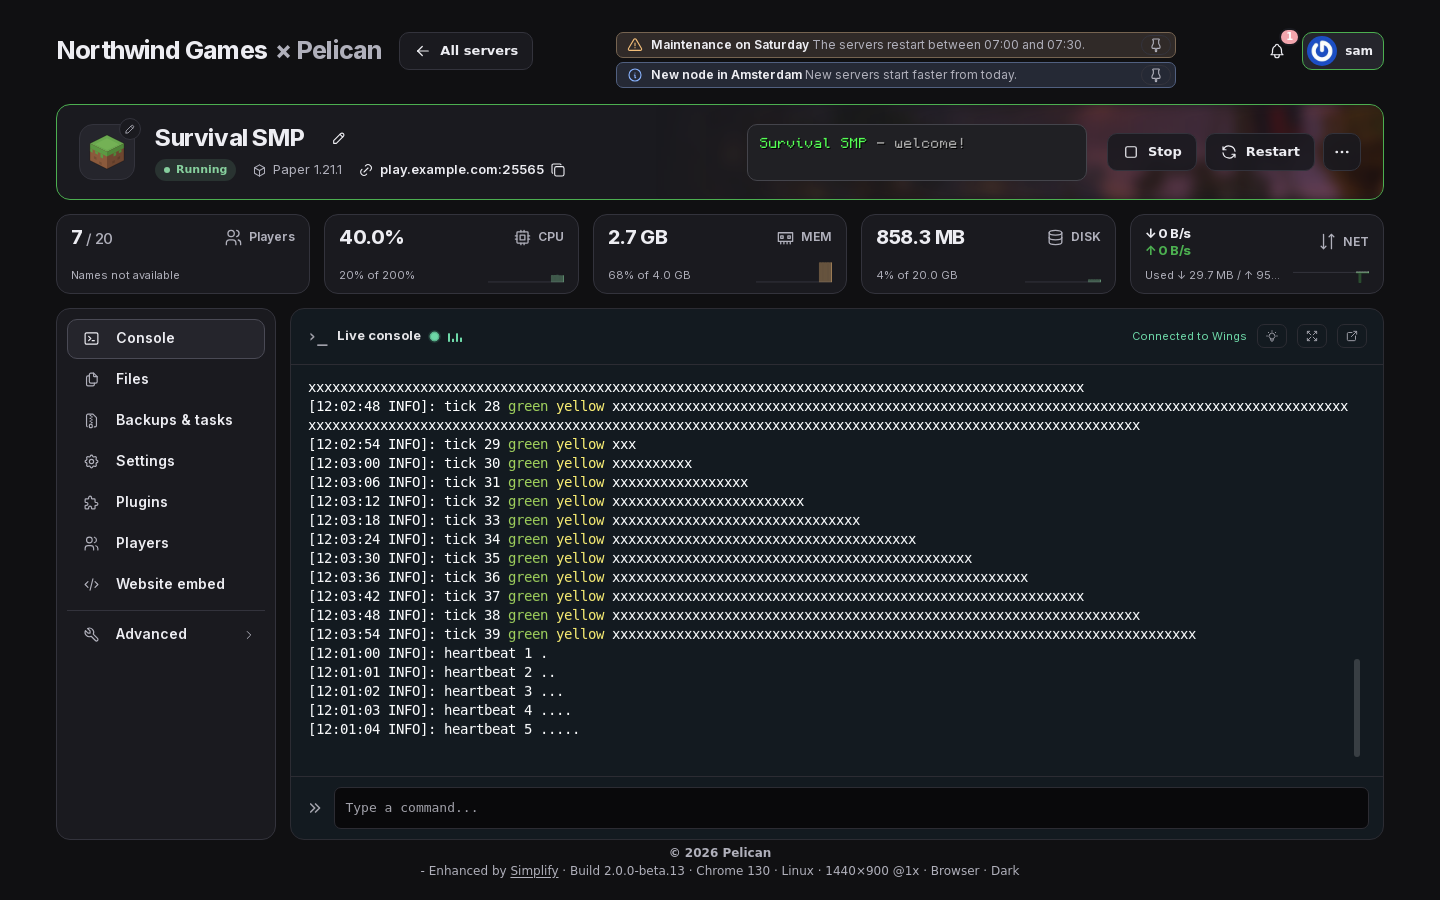 Northwind Games × Pelican
All servers
Maintenance on Saturday The servers restart between 07:00 and 07:30.
New node in Amsterdam New servers start faster from today.
1
sam
Survival SMP
Running
Paper 1.21.1
play.example.com:25565
Survival SMP - welcome!
Stop
Restart
7 / 20
Players
Names not available
40.0%
CPU
20% of 200%
2.7 GB
MEM
68% of 4.0 GB
858.3 MB
DISK
4% of 20.0 GB
↓ 0 B/s
↑ 0 B/s
NET
Used ↓ 29.7 MB / ↑ 95...
Console
Files
Backups & tasks
Settings
Plugins
Players
Website embed
Advanced
Live console
Connected to Wings
xxxxxxxxxxxxxxxxxxxxxxxxxxxxxxxxxxxxxxxxxxxxxxxxxxxxxxxxxxxxxxxxxxxxxxxxxxxxxxxxxxxxxxxxxxxxxxxxx
[12:02:48 INFO]: tick 28 green yellow xxxxxxxxxxxxxxxxxxxxxxxxxxxxxxxxxxxxxxxxxxxxxxxxxxxxxxxxxxxxxxxxxxxxxxxxxxxxxxxxxxxxxxxxxxxx
xxxxxxxxxxxxxxxxxxxxxxxxxxxxxxxxxxxxxxxxxxxxxxxxxxxxxxxxxxxxxxxxxxxxxxxxxxxxxxxxxxxxxxxxxxxxxxxxxxxxxxxx
[12:02:54 INFO]: tick 29 green yellow xxx
[12:03:00 INFO]: tick 30 green yellow xxxxxxxxxx
[12:03:06 INFO]: tick 31 green yellow xxxxxxxxxxxxxxxxx
[12:03:12 INFO]: tick 32 green yellow xxxxxxxxxxxxxxxxxxxxxxxx
[12:03:18 INFO]: tick 33 green yellow xxxxxxxxxxxxxxxxxxxxxxxxxxxxxxx
[12:03:24 INFO]: tick 34 green yellow xxxxxxxxxxxxxxxxxxxxxxxxxxxxxxxxxxxxxx
[12:03:30 INFO]: tick 35 green yellow xxxxxxxxxxxxxxxxxxxxxxxxxxxxxxxxxxxxxxxxxxxxx
[12:03:36 INFO]: tick 36 green yellow xxxxxxxxxxxxxxxxxxxxxxxxxxxxxxxxxxxxxxxxxxxxxxxxxxxx
[12:03:42 INFO]: tick 37 green yellow xxxxxxxxxxxxxxxxxxxxxxxxxxxxxxxxxxxxxxxxxxxxxxxxxxxxxxxxxxx
[12:03:48 INFO]: tick 38 green yellow xxxxxxxxxxxxxxxxxxxxxxxxxxxxxxxxxxxxxxxxxxxxxxxxxxxxxxxxxxxxxxxxxx
[12:03:54 INFO]: tick 39 green yellow xxxxxxxxxxxxxxxxxxxxxxxxxxxxxxxxxxxxxxxxxxxxxxxxxxxxxxxxxxxxxxxxxxxxxxxxx
[12:01:00 INFO]: heartbeat 1 .
[12:01:01 INFO]: heartbeat 2 ..
[12:01:02 INFO]: heartbeat 3 ...
[12:01:03 INFO]: heartbeat 4 ....
[12:01:04 INFO]: heartbeat 5 .....
Type a command...
© 2026 Pelican
- Enhanced by Simplify · Build 2.0.0-beta.13 · Chrome 130 · Linux · 1440×900 @1x · Browser · Dark